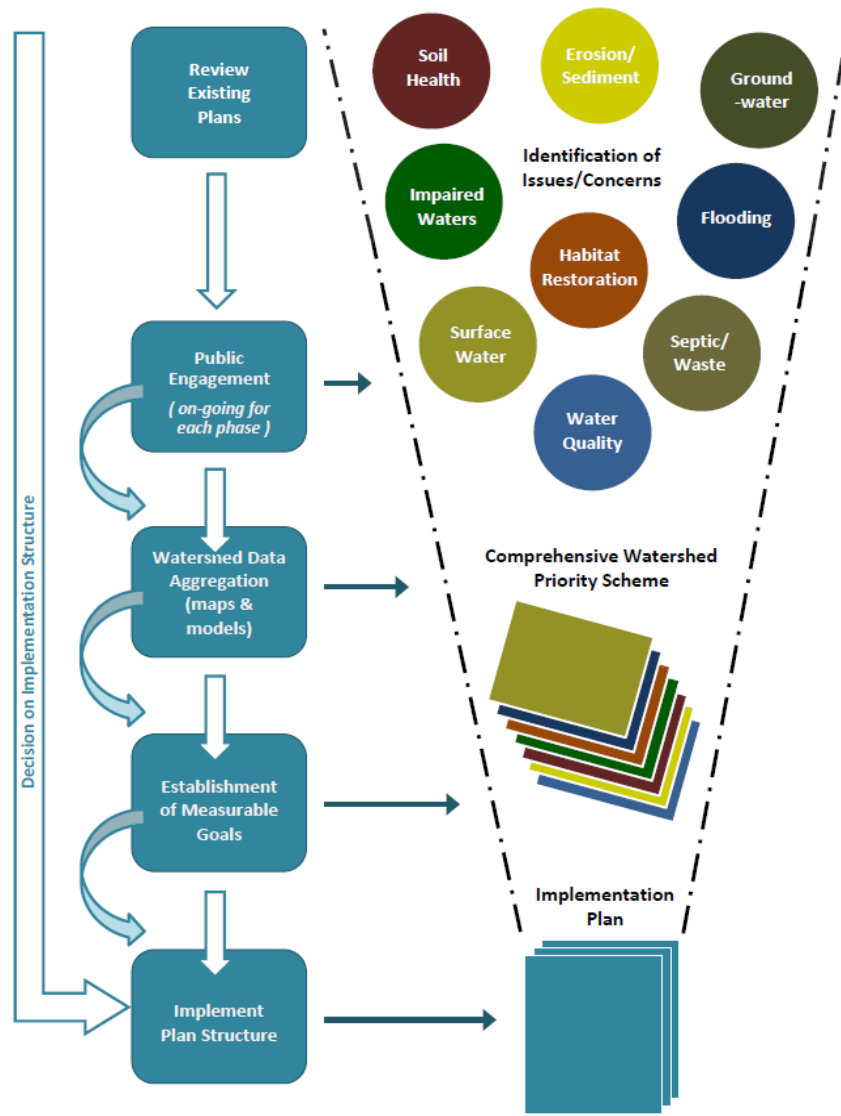 Review
Existing
Plans
Public
Engagement
( on-going for
each phase )
Watersned Data
Aggregation
(maps &
models)
Establishment
of Measurable
Goals
Implement
Plan Structure
Decision on Implementation Structure
Soil
Health
Erosion/
Sediment
Ground
-water
Identification of
Issues/Concerns
Impaired
Waters
Flooding
Habitat
Restoration
Surface
Water
Septic/
Waste
Water
Quality
Comprehensive Watershed
Priority Scheme
Implementation
Plan